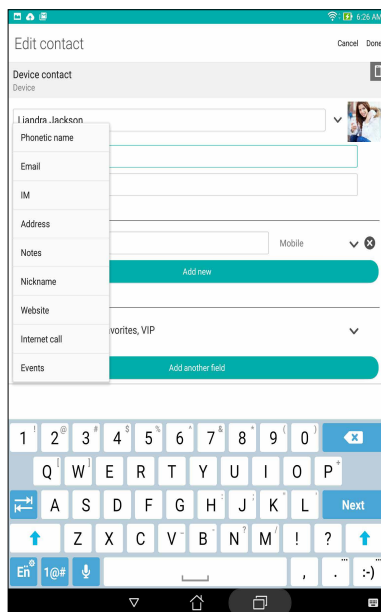 6:26 AM
Edit contact
Cancel
Done
Device contact
Device
Liandra Jackson
Phonetic name
Email
IM
Address
Notes
Mobile
Add new
Nickname
Website
Internet call
vorites, VIP
Events
Add another field
1 ! 2 @ 3 # 4 $ 5 % 6 ^ 7 & 8 * 9 ( 0 )
Q [ W ] E R T Y U I O P +
A S D F G H : J ; K " L ' Next
Z X C V - B _ N ? M / ! ?
En 1@# , . ... :-)